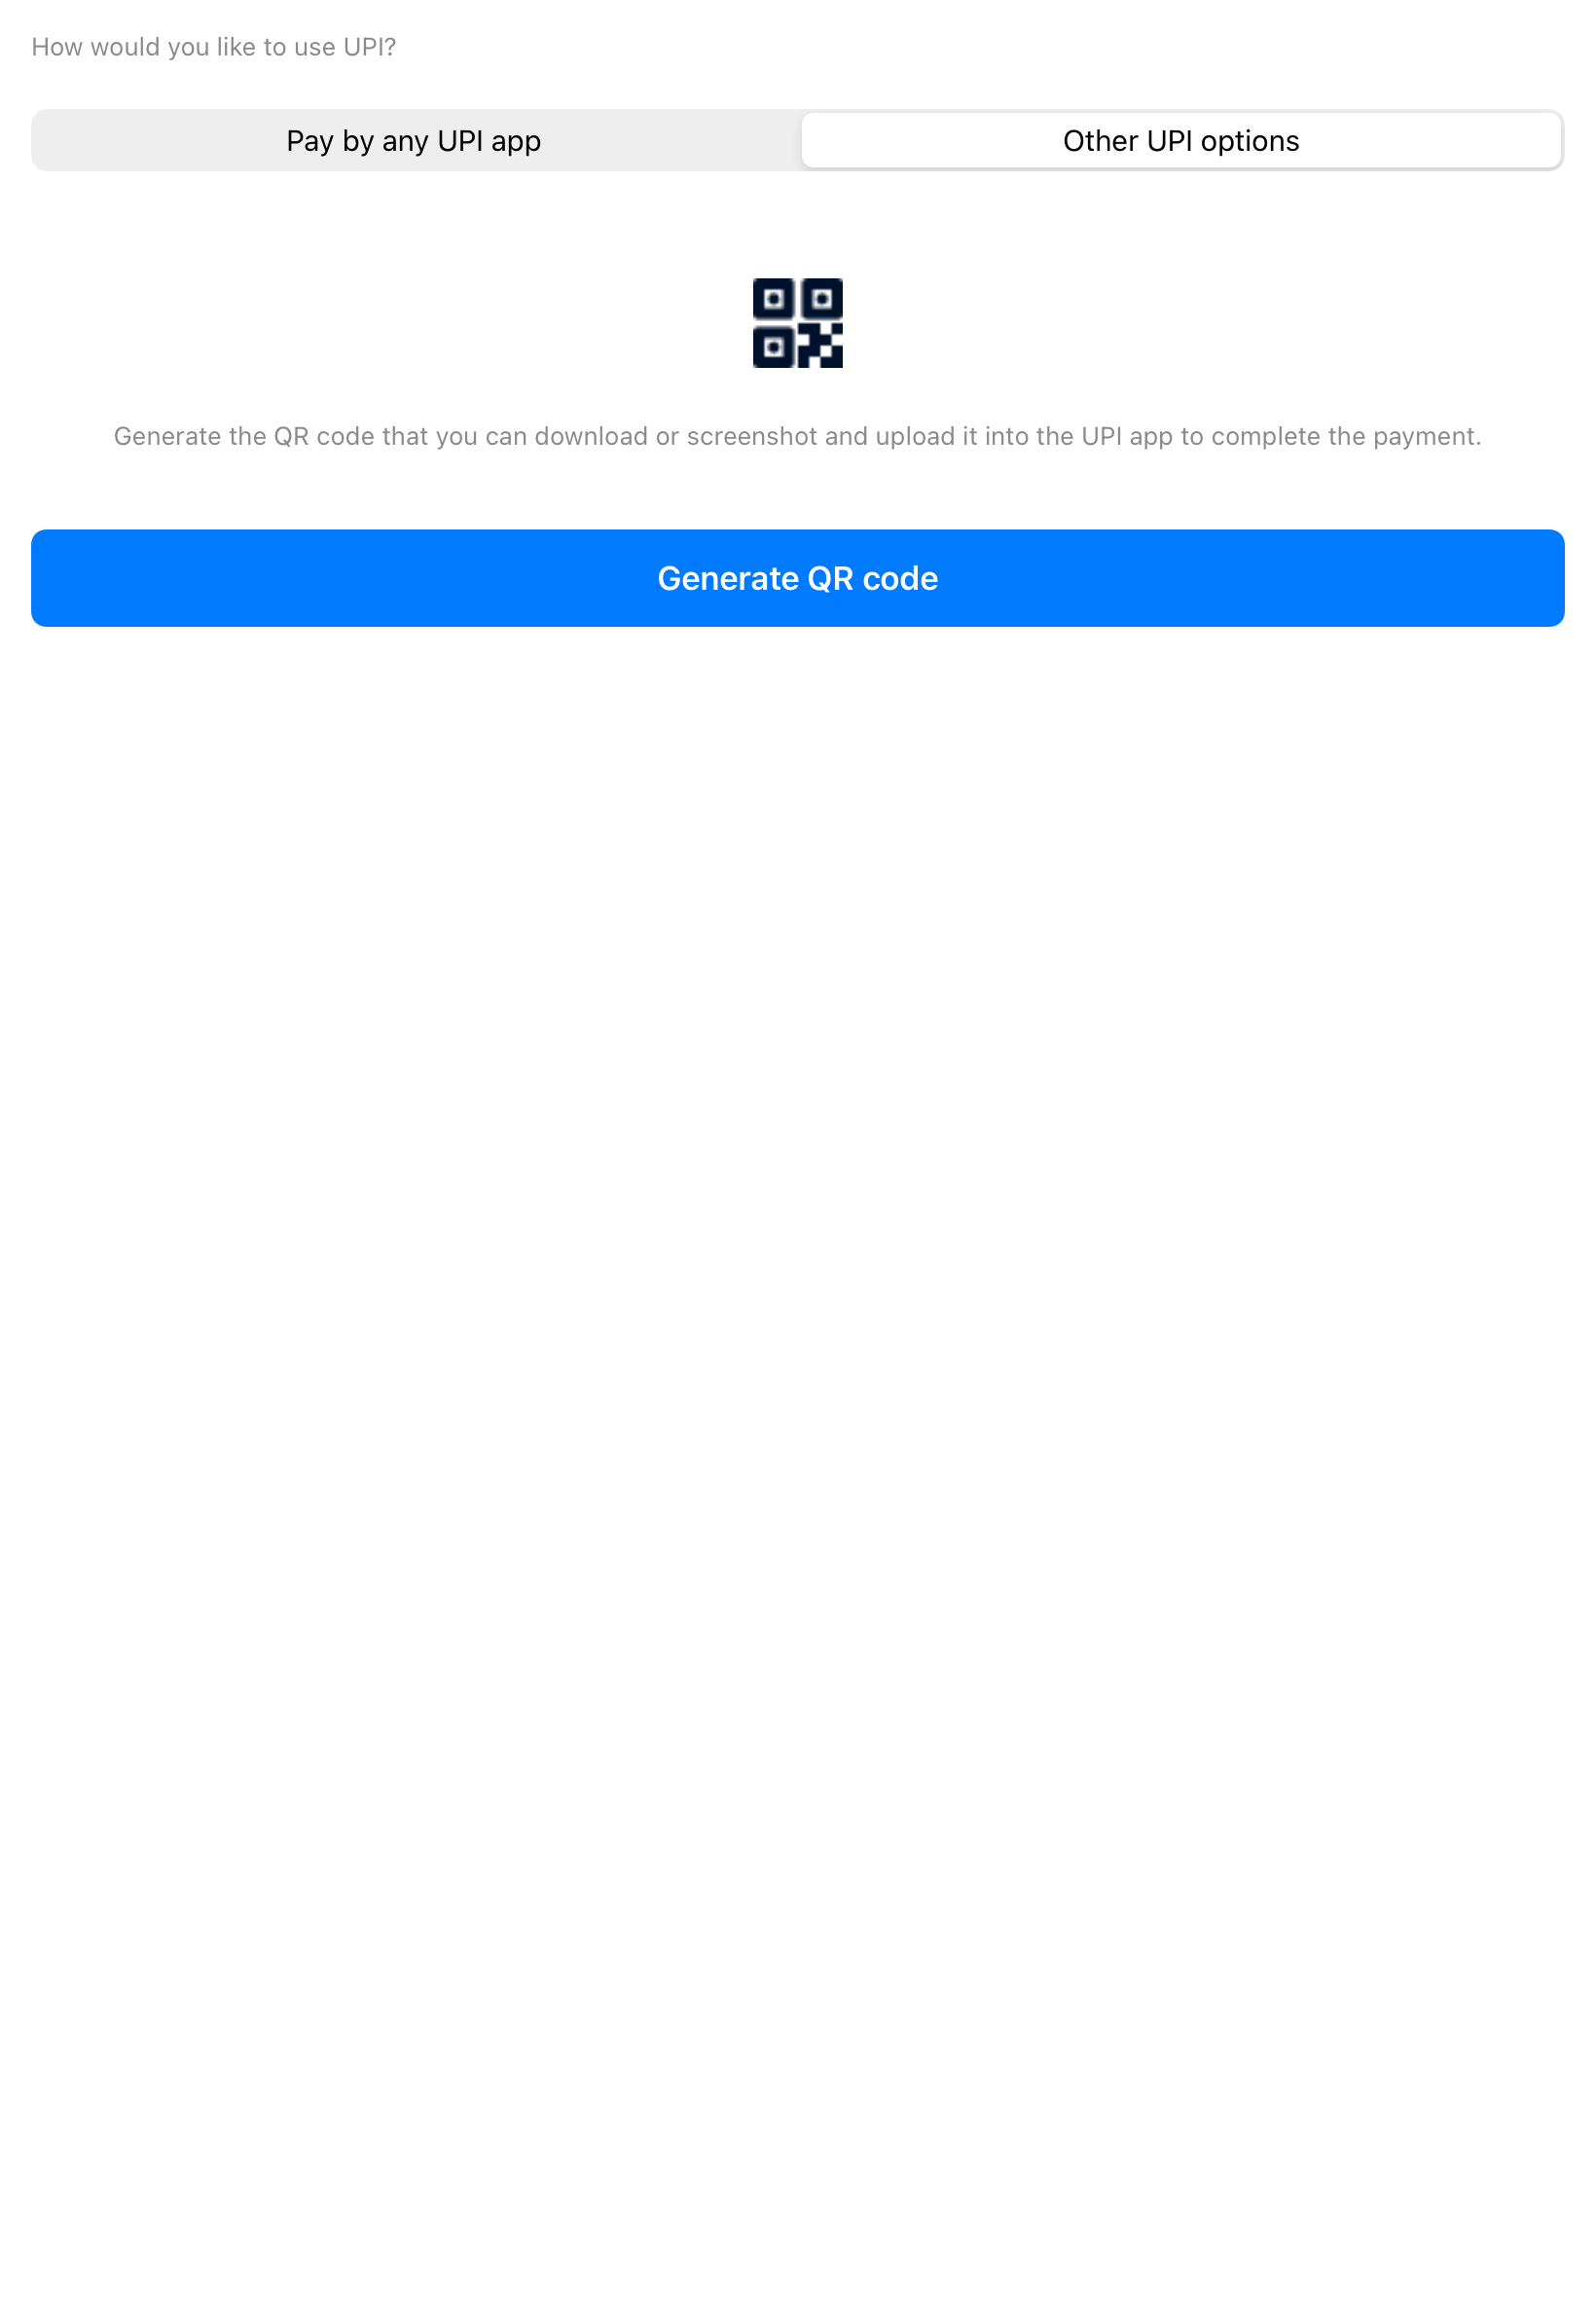 How would you like to use UPI?
Pay by any UPI app
Other UPI options
Generate the QR code that you can download or screenshot and upload it into the UPI app to complete the payment.
Generate QR code